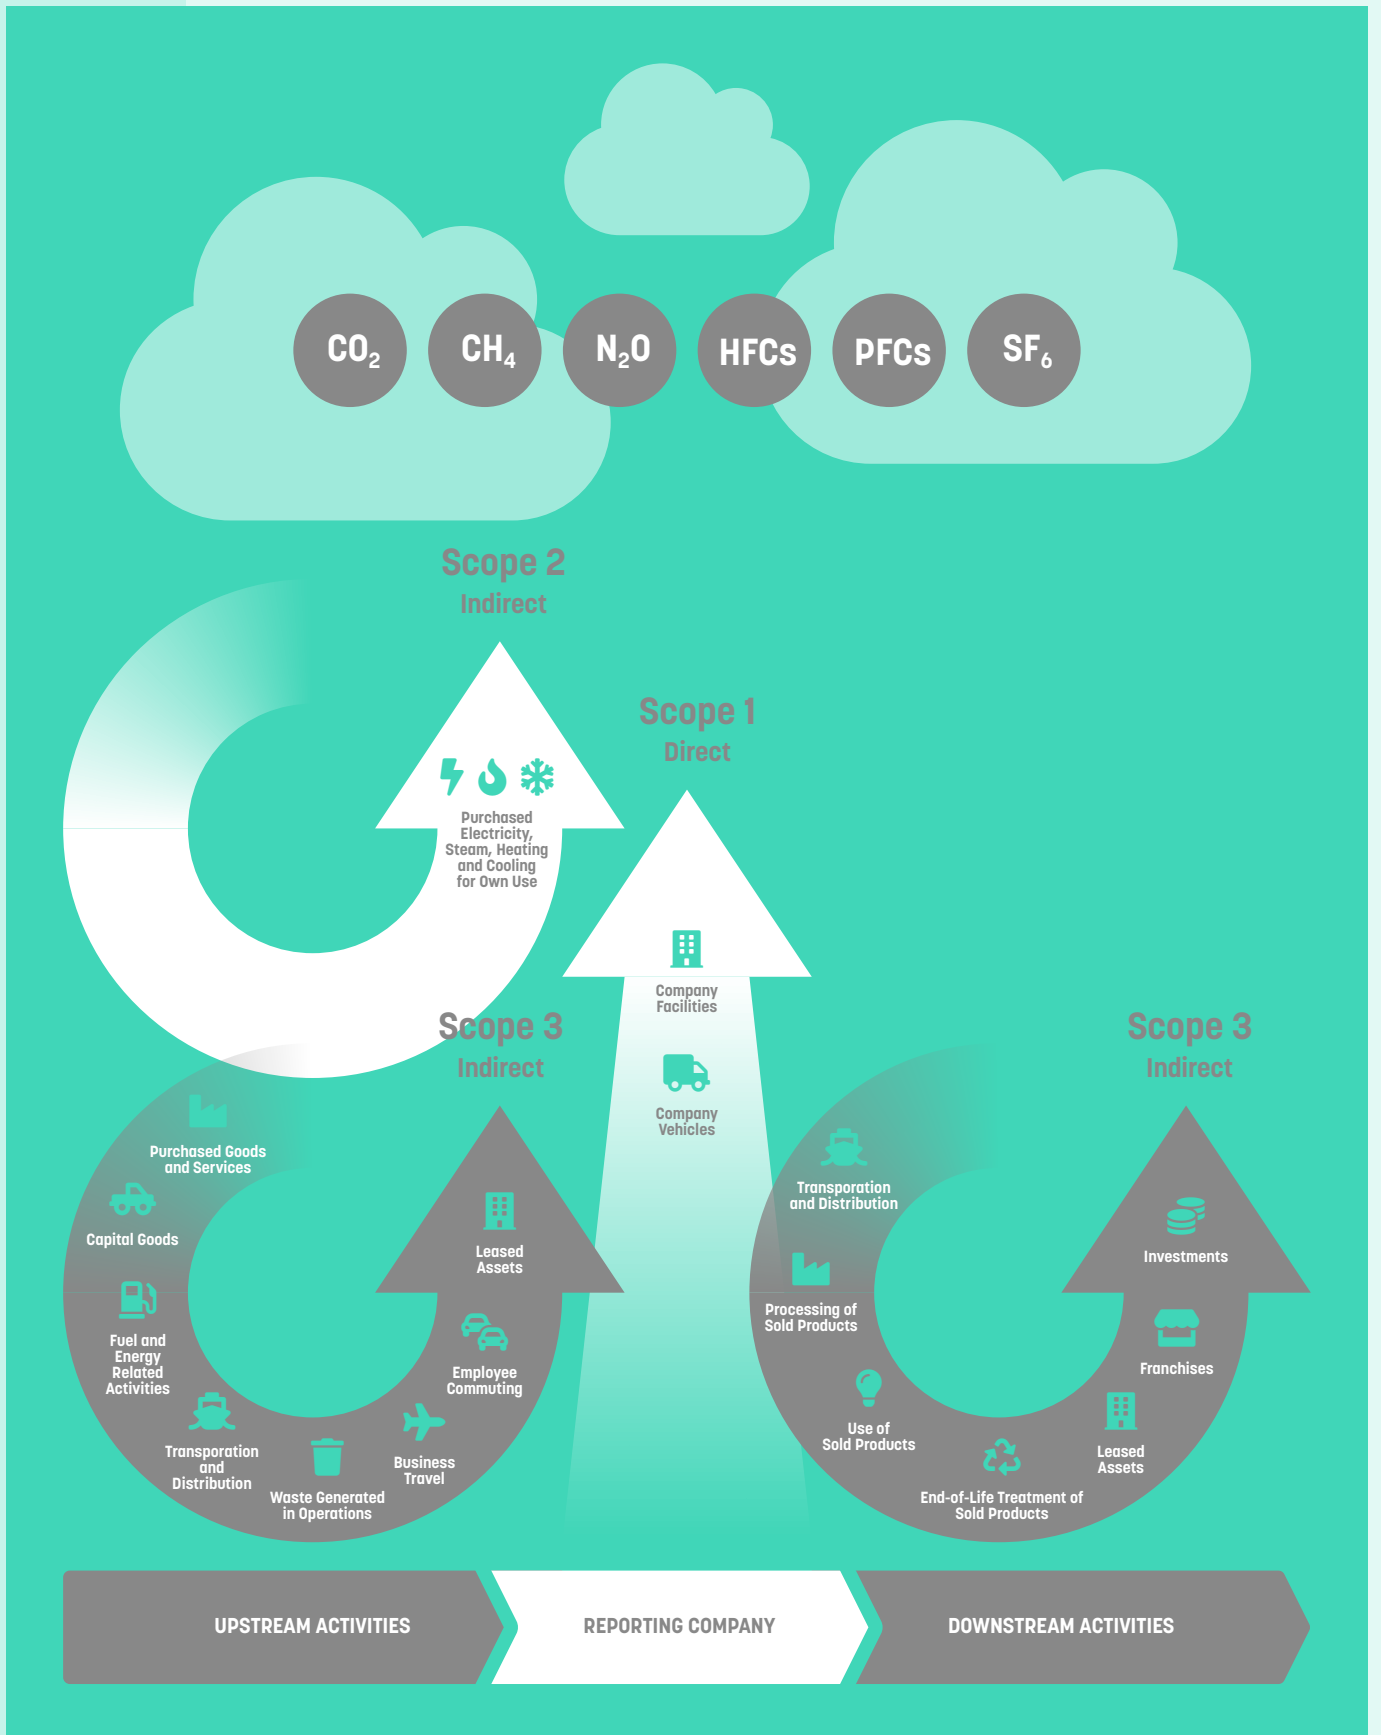 CO₂
CH₄
N₂O
HFCs
PFCs
SF₆
Scope 2
Indirect
Purchased
Electricity,
Steam, Heating
and Cooling
for Own Use
Scope 1
Direct
Company
Facilities
Company
Vehicles
Scope 3
Indirect
Purchased Goods
and Services
Capital Goods
Fuel and
Energy
Related
Activities
Transporation
and
Distribution
Waste Generated
in Operations
Business
Travel
Employee
Commuting
Leased
Assets
Scope 3
Indirect
Transporation
and Distribution
Processing of
Sold Products
Use of
Sold Products
End-of-Life Treatment of
Sold Products
Leased
Assets
Franchises
Investments
UPSTREAM ACTIVITIES
REPORTING COMPANY
DOWNSTREAM ACTIVITIES